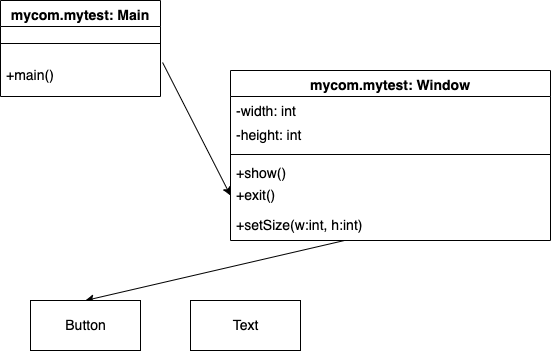 mycom.mytest: Main
+main()
mycom.mytest: Window
-width: int
-height: int
+show()
+exit()
+setSize(w:int, h:int)
Button
Text